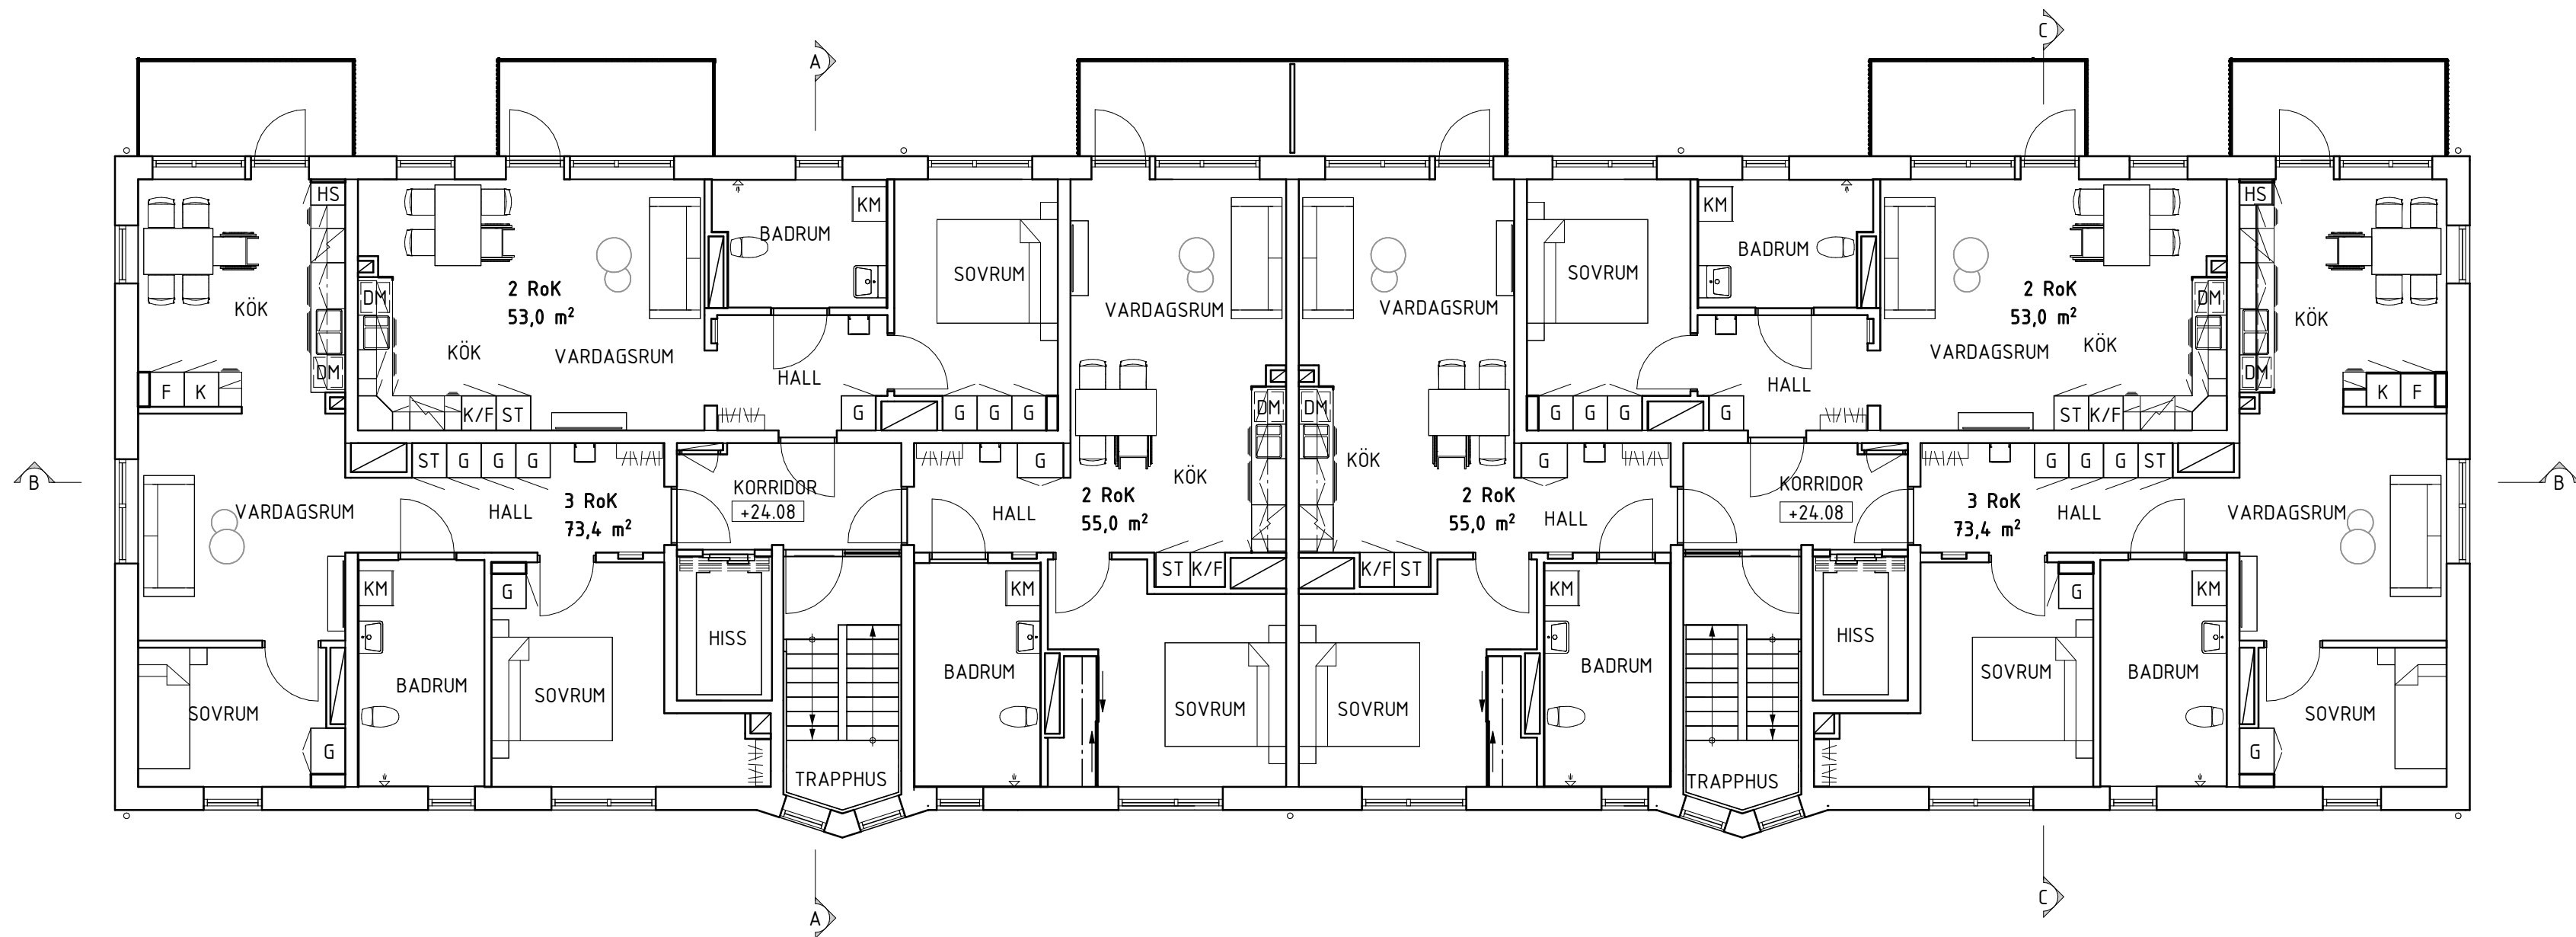 C
A
HS
HS
KM
KM
BADRUM
BADRUM
SOVRUM
SOVRUM
2 RoK
53,0 m²
2 RoK
53,0 m²
DM
DM
KÖK
VARDAGSRUM
VARDAGSRUM
KÖK
KÖK
VARDAGSRUM
VARDAGSRUM
KÖK
DM
DM
HALL
HALL
F
K
K
F
K/F
ST
G
G
G
G
DM
DM
G
G
G
G
ST
K/F
B
ST
G
G
G
KORRIDOR
+24.08
G
KÖK
KÖK
G
KORRIDOR
+24.08
G
G
G
ST
B
VARDAGSRUM
HALL
3 RoK
73,4 m²
HALL
2 RoK
55,0 m²
2 RoK
55,0 m²
HALL
3 RoK
73,4 m²
HALL
VARDAGSRUM
ST
K/F
K/F
ST
KM
G
KM
KM
G
KM
HISS
HISS
BADRUM
SOVRUM
BADRUM
BADRUM
SOVRUM
BADRUM
SOVRUM
SOVRUM
SOVRUM
SOVRUM
G
G
TRAPPHUS
TRAPPHUS
A
C